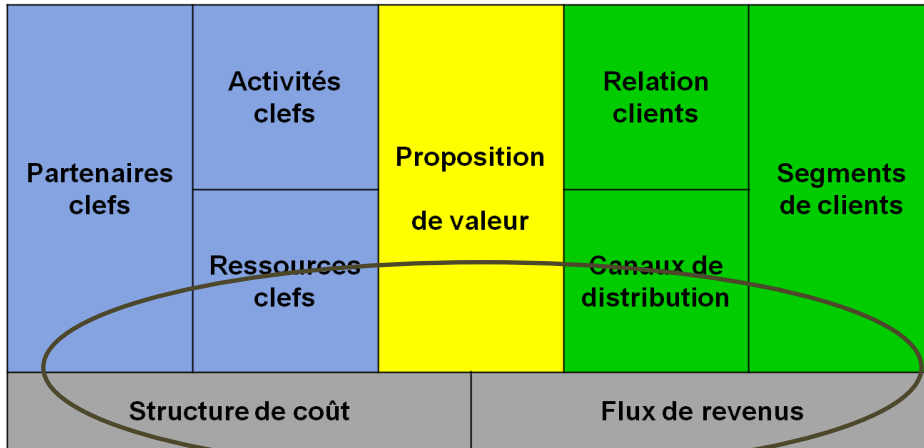 Partenaires
clefs
Activités
clefs
Ressources
clefs
Proposition
de valeur
Relation
clients
Canaux de
distribution
Segments
de clients
Structure de coût
Flux de revenus